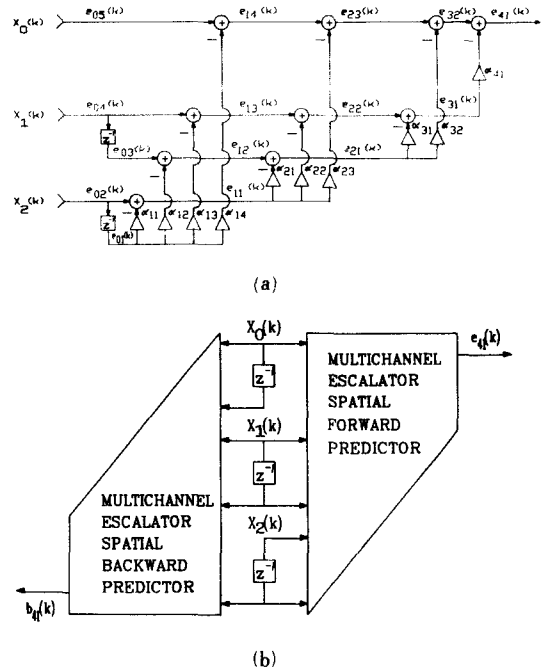 X₀(k) e₀₅(k) e₁₄(k) e₂₃(k) e₃₂(k) e₄₁(k)
α₄₁
X₁(k) e₀₄(k) e₁₃(k) e₂₂(k) e₃₁(k)
z⁻¹ e₀₃(k) e₁₂(k) α₃₁ α₃₂
e₂₁(k)
X₂(k) e₀₂(k) e₁₁(k) α₂₁ α₂₂ α₂₃
z⁻¹ e₀₁(k) α₁₁ α₁₂ α₁₃ α₁₄
(a)
X₀(k)
z⁻¹
X₁(k)
z⁻¹
X₂(k)
z⁻¹
MULTICHANNEL
ESCALATOR
SPATIAL
FORWARD
PREDICTOR
e₄₁(k)
MULTICHANNEL
ESCALATOR
SPATIAL
BACKWARD
PREDICTOR
b₄₁(k)
(b)